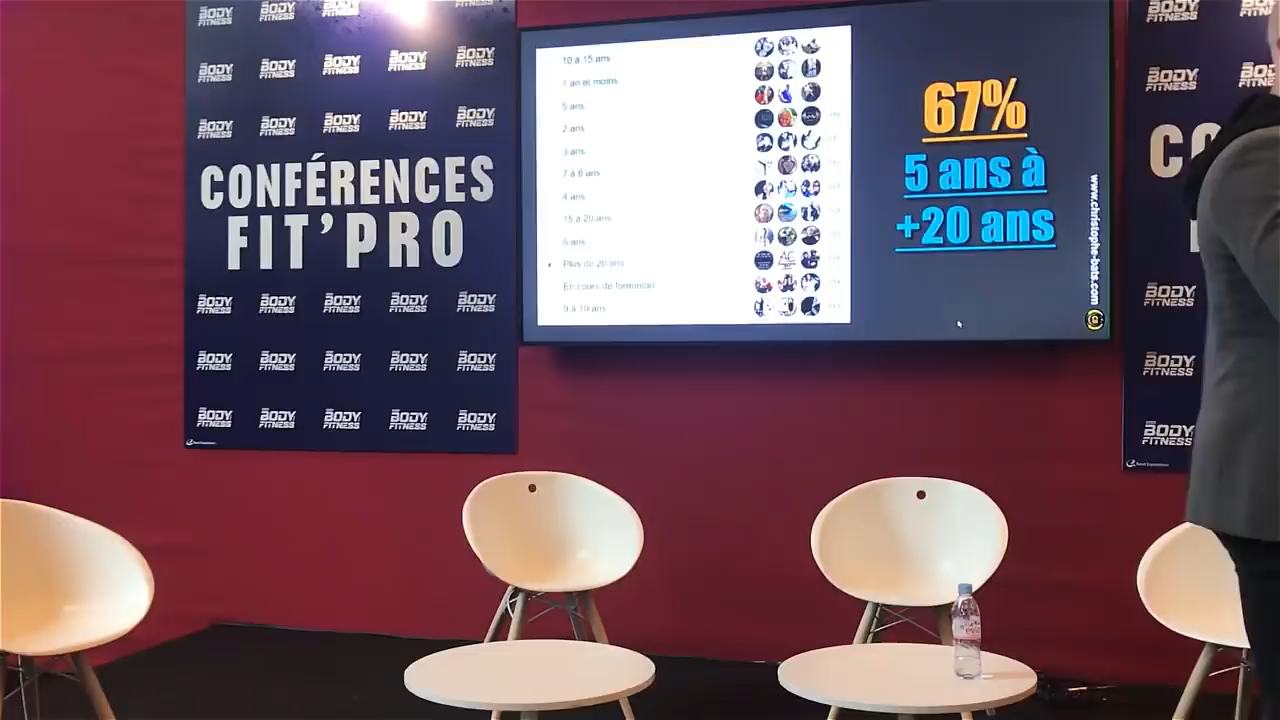 BODY FITNESS
CONFÉRENCES
FIT'PRO
10 à 15 ans
1 an et moins
5 ans
2 ans
3 ans
7 à 8 ans
4 ans
15 à 20 ans
6 ans
Plus de 20 ans
En cours de formation
9 à 10 ans
67%
5 ans à
+20 ans
www.christophe-bats.com
BODY FITNESS